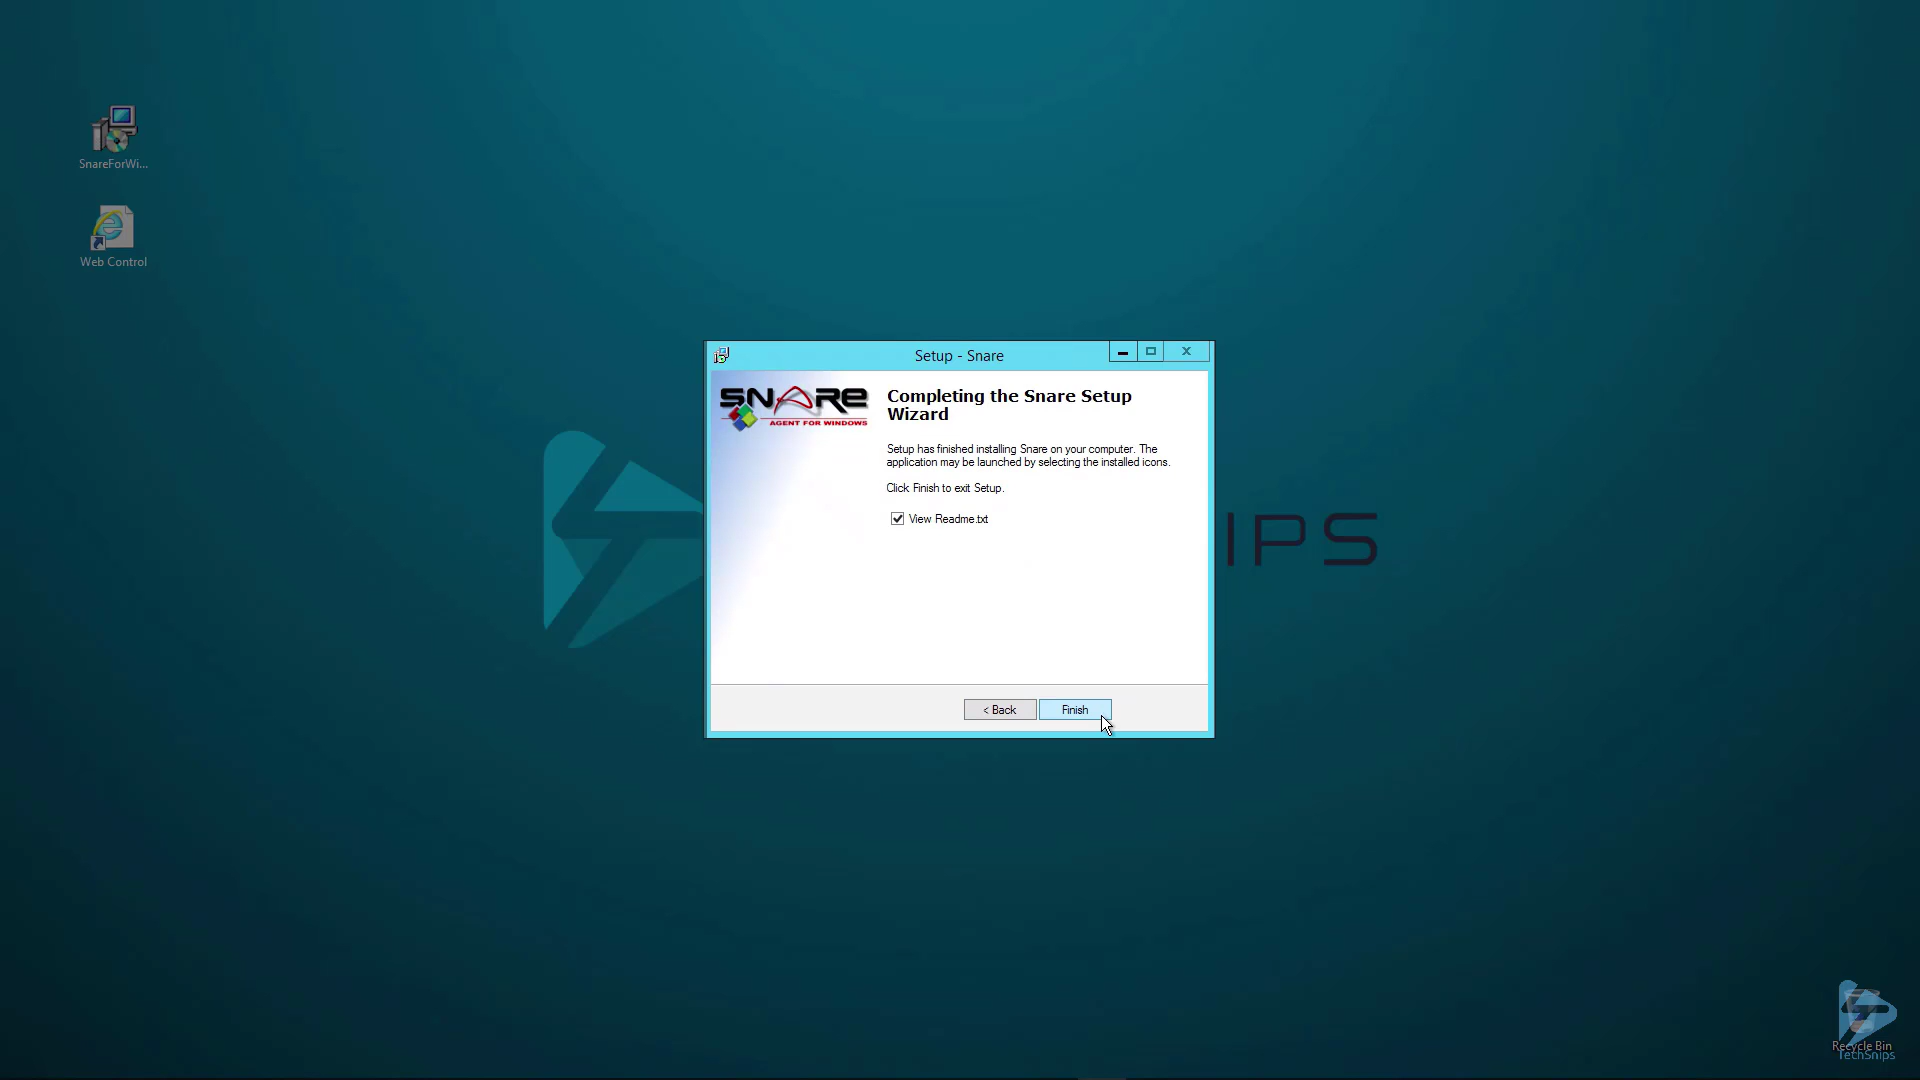 SnareForWi...
Web Control
Setup - Snare
SNARE
AGENT FOR WINDOWS
Completing the Snare Setup
Wizard
Setup has finished installing Snare on your computer. The
application may be launched by selecting the installed icons.
Click Finish to exit Setup.
View Readme.txt
IPS
< Back
Finish
Recycle Bin
TechSnips